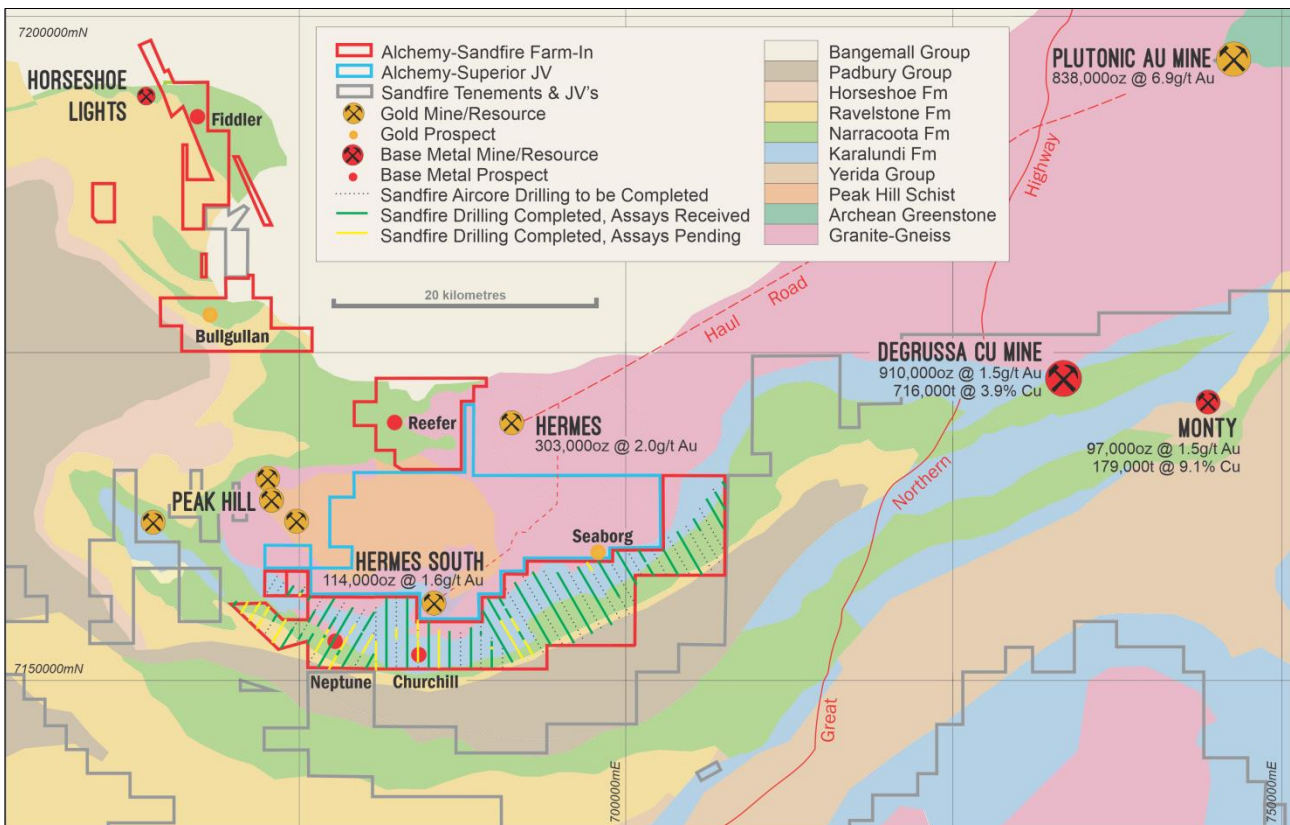 7200000mN
HORSESHOE
LIGHTS
Fiddler
Bullgullan
Alchemy-Sandfire Farm-In
Alchemy-Superior JV
Sandfire Tenements & JV's
Gold Mine/Resource
Gold Prospect
Base Metal Mine/Resource
Base Metal Prospect
Sandfire Aircore Drilling to be Completed
Sandfire Drilling Completed, Assays Received
Sandfire Drilling Completed, Assays Pending
Bangemall Group
Padbury Group
Horseshoe Fm
Ravelstone Fm
Narracoota Fm
Karalundi Fm
Yerida Group
Peak Hill Schist
Archean Greenstone
Granite-Gneiss
20 kilometres
PLUTONIC AU MINE
838,000oz @ 6.9g/t Au
Highway
Haul Road
DEGRUSSA CU MINE
910,000oz @ 1.5g/t Au
716,000t @ 3.9% Cu
MONTY
97,000oz @ 1.5g/t Au
179,000t @ 9.1% Cu
Reefer
HERMES
303,000oz @ 2.0g/t Au
Northern
PEAK HILL
Seaborg
HERMES SOUTH
114,000oz @ 1.6g/t Au
7150000mN
Neptune
Churchill
Great
700000mE
750000mE